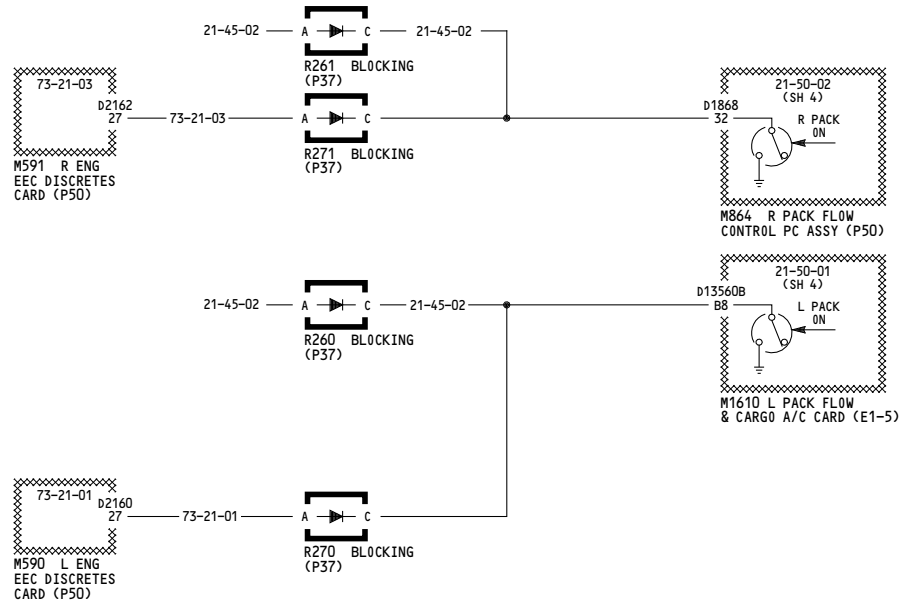 21-45-02 A C 21-45-02
R261 BLOCKING
(P37)
73-21-03
D2162
27 73-21-03 A C
R271 BLOCKING
(P37)
M591 R ENG
EEC DISCRETES
CARD (P50)
21-50-02
(SH 4)
D1868
32
R PACK
ON
M864 R PACK FLOW
CONTROL PC ASSY (P50)
21-45-02 A C 21-45-02
R260 BLOCKING
(P37)
21-50-01
(SH 4)
D13560B
B8
L PACK
ON
M1610 L PACK FLOW
& CARGO A/C CARD (E1-5)
73-21-01
D2160
27 73-21-01 A C
R270 BLOCKING
(P37)
M590 L ENG
EEC DISCRETES
CARD (P50)